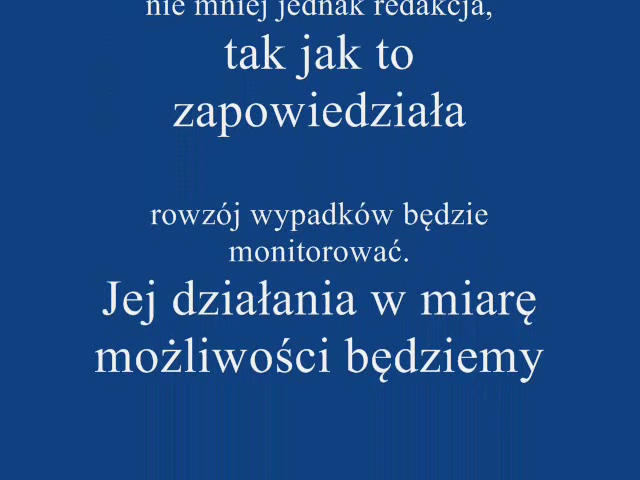 nie mniej jednak redakcja,
tak jak to
zapowiedziała
rowzój wypadków będzie
monitorować.
Jej działania w miarę
możliwości będziemy